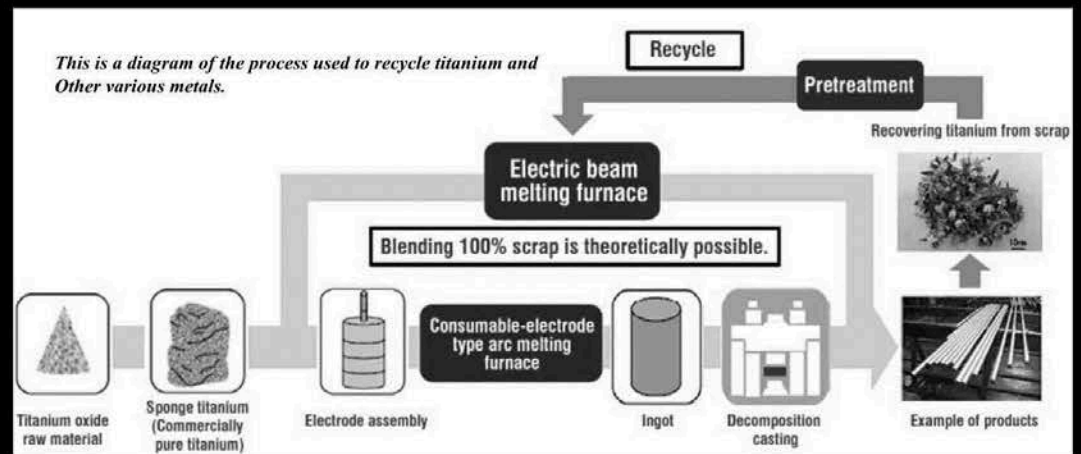 This is a diagram of the process used to recycle titanium and
Other various metals.
Recycle
Pretreatment
Recovering titanium from scrap
Electric beam
melting furnace
10cm
Blending 100% scrap is theoretically possible.
Consumable-electrode
type arc melting
furnace
Titanium oxide
raw material
Sponge titanium
(Commercially
pure titanium)
Electrode assembly
Ingot
Decomposition
casting
Example of products